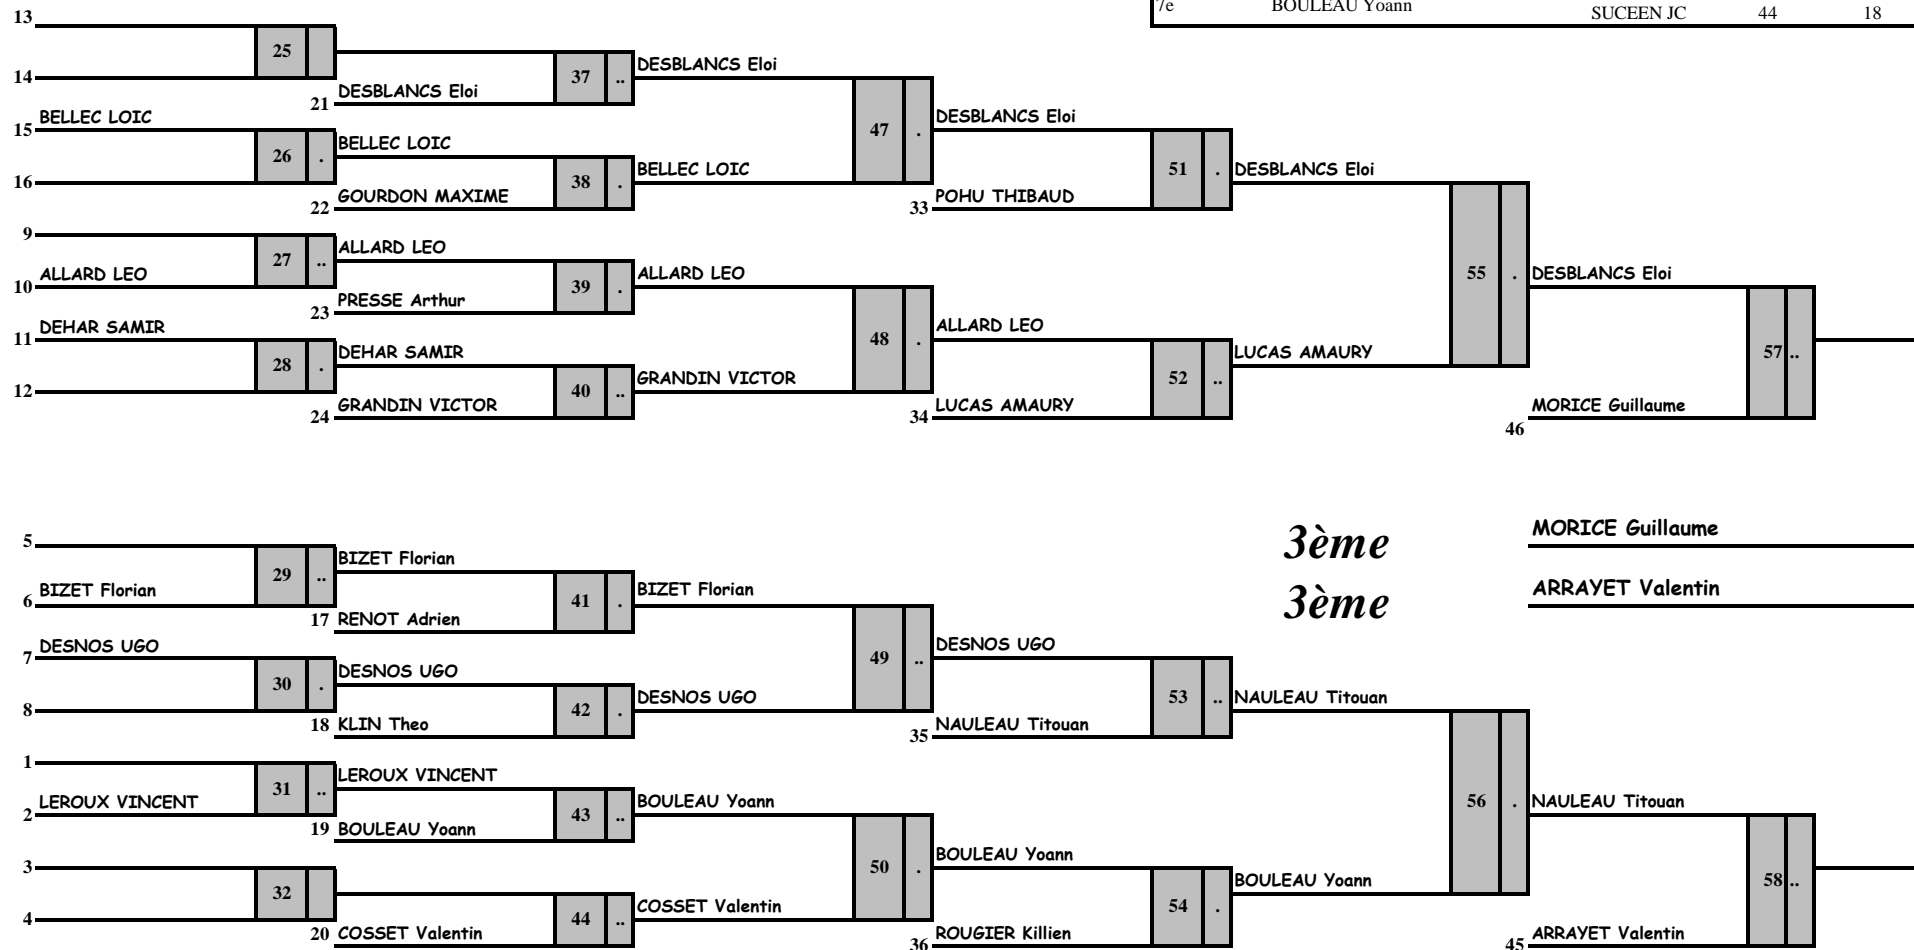 7e BOULEAU Yoann SUCEEN JC 44 18
13
25
14
DESBLANCS Eloi
37 ..
21 DESBLANCS Eloi
15 BELLEC LOIC
47 .
DESBLANCS Eloi
26 .
BELLEC LOIC
16
38 .
BELLEC LOIC
51 .
DESBLANCS Eloi
22 GOURDON MAXIME
33 POHU THIBAUD
9
27 ..
ALLARD LEO
10 ALLARD LEO
39 .
ALLARD LEO
55 .
DESBLANCS Eloi
23 PRESSE Arthur
11 DEHAR SAMIR
48 .
ALLARD LEO
28 .
DEHAR SAMIR
LUCAS AMAURY
57 ..
12
40 ..
GRANDIN VICTOR
52 ..
24 GRANDIN VICTOR
34 LUCAS AMAURY
46 MORICE Guillaume
3ème MORICE Guillaume
3ème ARRAYET Valentin
5
29 ..
BIZET Florian
6 BIZET Florian
41 .
BIZET Florian
17 RENOT Adrien
7 DESNOS UGO
49 ..
DESNOS UGO
30 .
DESNOS UGO
8
42 .
DESNOS UGO
53 ..
NAULEAU Titouan
18 KLIN Theo
35 NAULEAU Titouan
1
31 ..
LEROUX VINCENT
2 LEROUX VINCENT
43 ..
BOULEAU Yoann
56 .
NAULEAU Titouan
19 BOULEAU Yoann
3
50 .
BOULEAU Yoann
32
BOULEAU Yoann
58 ..
4
44 ..
COSSET Valentin
54 .
20 COSSET Valentin
36 ROUGIER Killien
45 ARRAYET Valentin